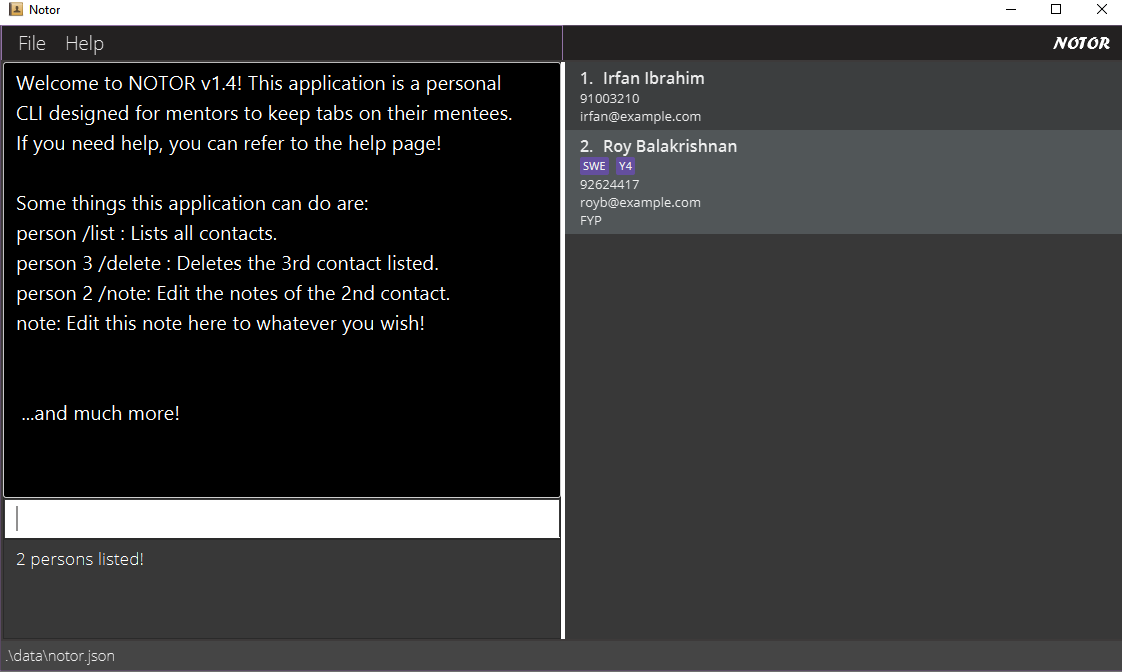 Notor
File Help
NOTOR
Welcome to NOTOR v1.4! This application is a personal
CLI designed for mentors to keep tabs on their mentees.
If you need help, you can refer to the help page!
Some things this application can do are:
person /list : Lists all contacts.
person 3 /delete : Deletes the 3rd contact listed.
person 2 /note: Edit the notes of the 2nd contact.
note: Edit this note here to whatever you wish!
...and much more!
2 persons listed!
1. Irfan Ibrahim
91003210
irfan@example.com
2. Roy Balakrishnan
SWE Y4
92624417
royb@example.com
FYP
.\data\notor.json